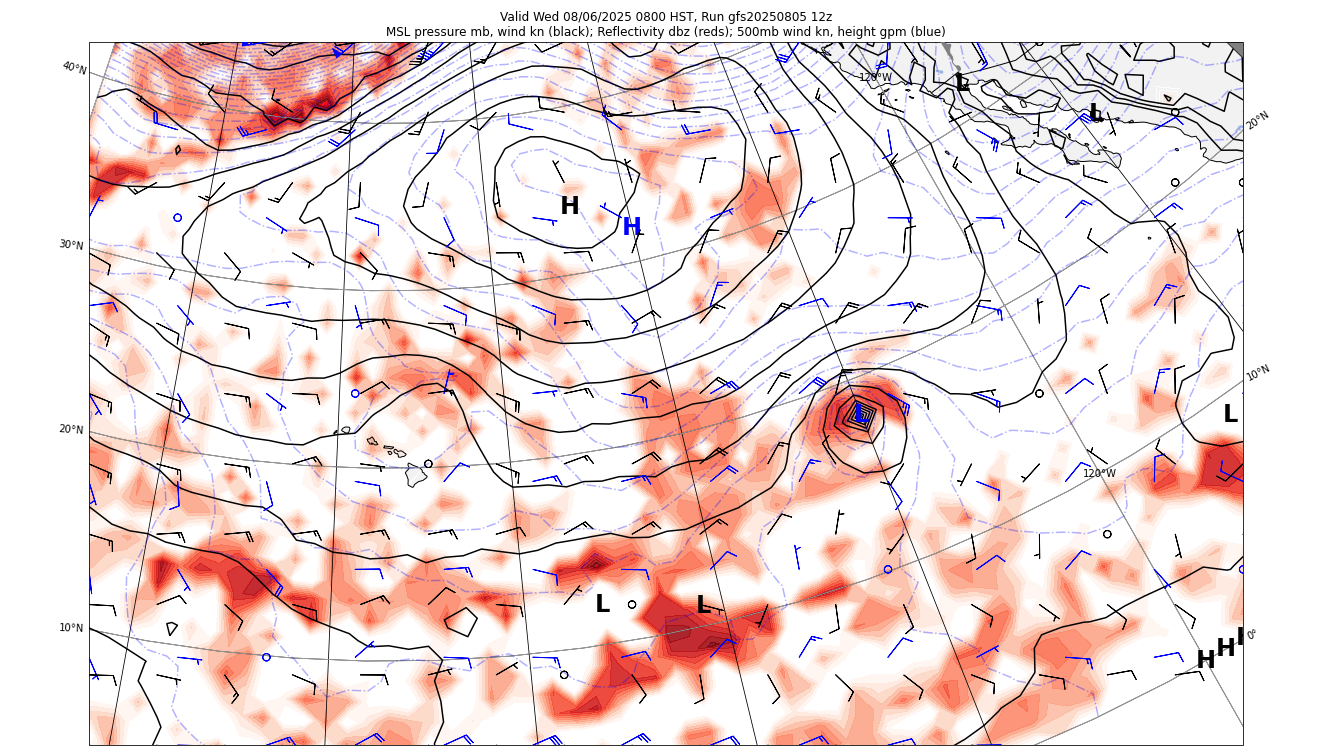 Valid Wed 08/06/2025 0800 HST, Run gfs20250805 12z
MSL pressure mb, wind kn (black); Reflectivity dbz (reds); 500mb wind kn, height gpm (blue)
40°N
120°W
L
L
20°N
H
H
30°N
10°N
L
L
20°N
120°W
L
L
10°N
0°
H
H